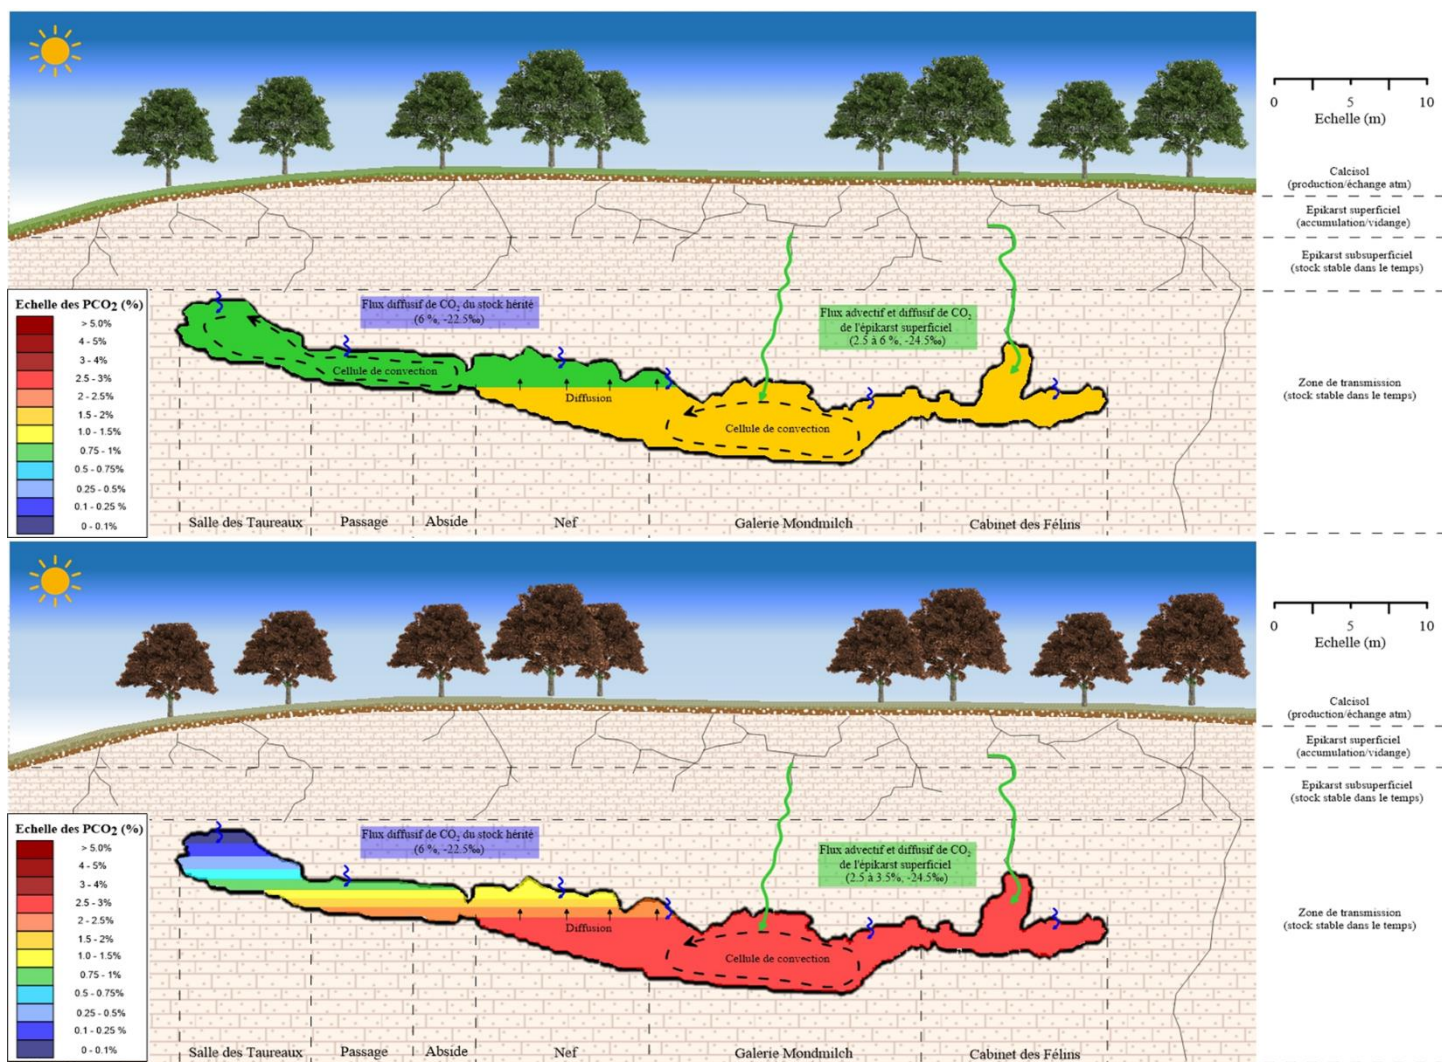 0 5 10
Echelle (m)
Calcisol
(production/échange atm)
Epikarst superficiel
(accumulation/vidange)
Epikarst subsuperficiel
(stock stable dans le temps)
Echelle des PCO2 (%)
> 5.0%
4 - 5%
3 - 4%
2.5 - 3%
2 - 2.5%
1.5 - 2%
1.0 - 1.5%
0.75 - 1%
0.5 - 0.75%
0.25 - 0.5%
0.1 - 0.25 %
0 - 0.1%
Flux diffusif de CO2 du stock hérité
(6 %, -22.5‰)
Flux advectif et diffusif de CO2
de l'épikarst superficiel
(2.5 à 6 %, -24.5‰)
Cellule de convection
Diffusion
Cellule de convection
Zone de transmission
(stock stable dans le temps)
Salle des Taureaux Passage Abside Nef Galerie Mondmilch Cabinet des Félins
0 5 10
Echelle (m)
Calcisol
(production/échange atm)
Epikarst superficiel
(accumulation/vidange)
Epikarst subsuperficiel
(stock stable dans le temps)
Echelle des PCO2 (%)
> 5.0%
4 - 5%
3 - 4%
2.5 - 3%
2 - 2.5%
1.5 - 2%
1.0 - 1.5%
0.75 - 1%
0.5 - 0.75%
0.25 - 0.5%
0.1 - 0.25 %
0 - 0.1%
Flux diffusif de CO2 du stock hérité
(6 %, -22.5‰)
Flux advectif et diffusif de CO2
de l'épikarst superficiel
(2.5 à 3.5%, -24.5‰)
Diffusion
Cellule de convection
Zone de transmission
(stock stable dans le temps)
Salle des Taureaux Passage Abside Nef Galerie Mondmilch Cabinet des Félins